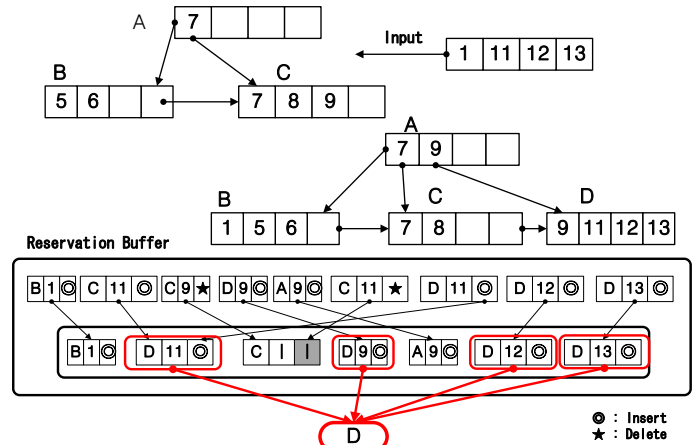 A
7
Input
1 11 12 13
B
C
5 6
7 8 9
A
7 9
B
C
D
1 5 6
7 8
9 11 12 13
Reservation Buffer
B 1 ◎ C 11 ◎ C 9 ★ D 9 ◎ A 9 ◎ C 11 ★ D 11 ◎ D 12 ◎ D 13 ◎
B 1 ◎ D 11 ◎ C I I D 9 ◎ A 9 ◎ D 12 ◎ D 13 ◎
D
◎ : Insert
★ : Delete